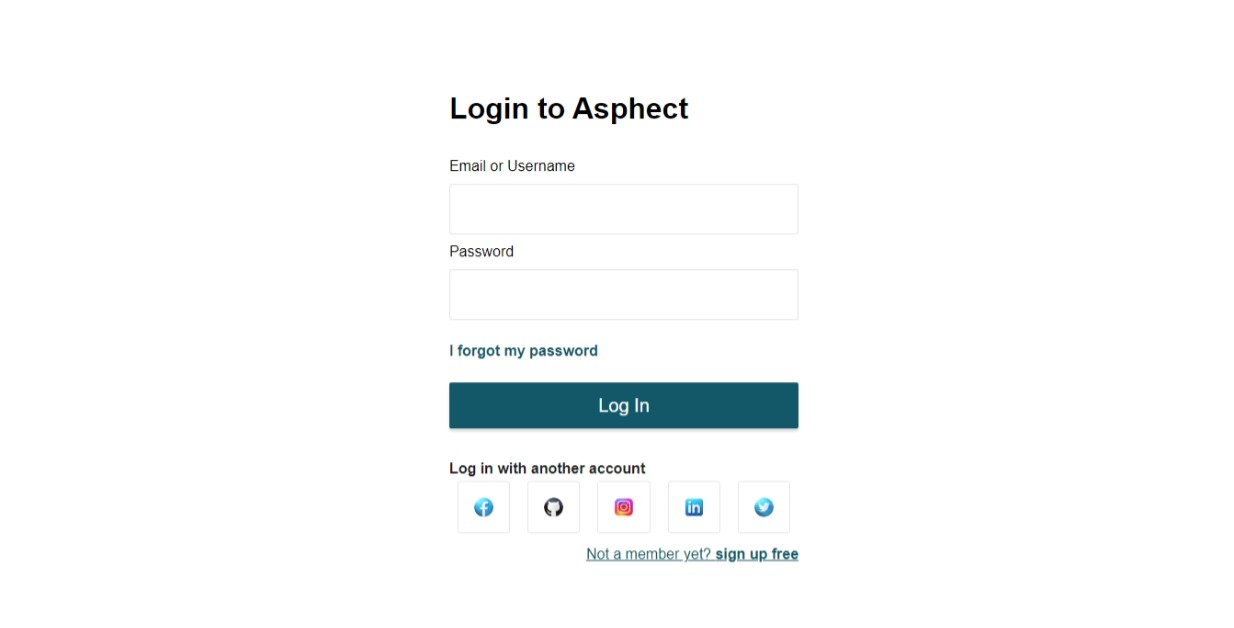 Login to Asphect
Email or Username
Password
I forgot my password
Log In
Log in with another account
Not a member yet? sign up free